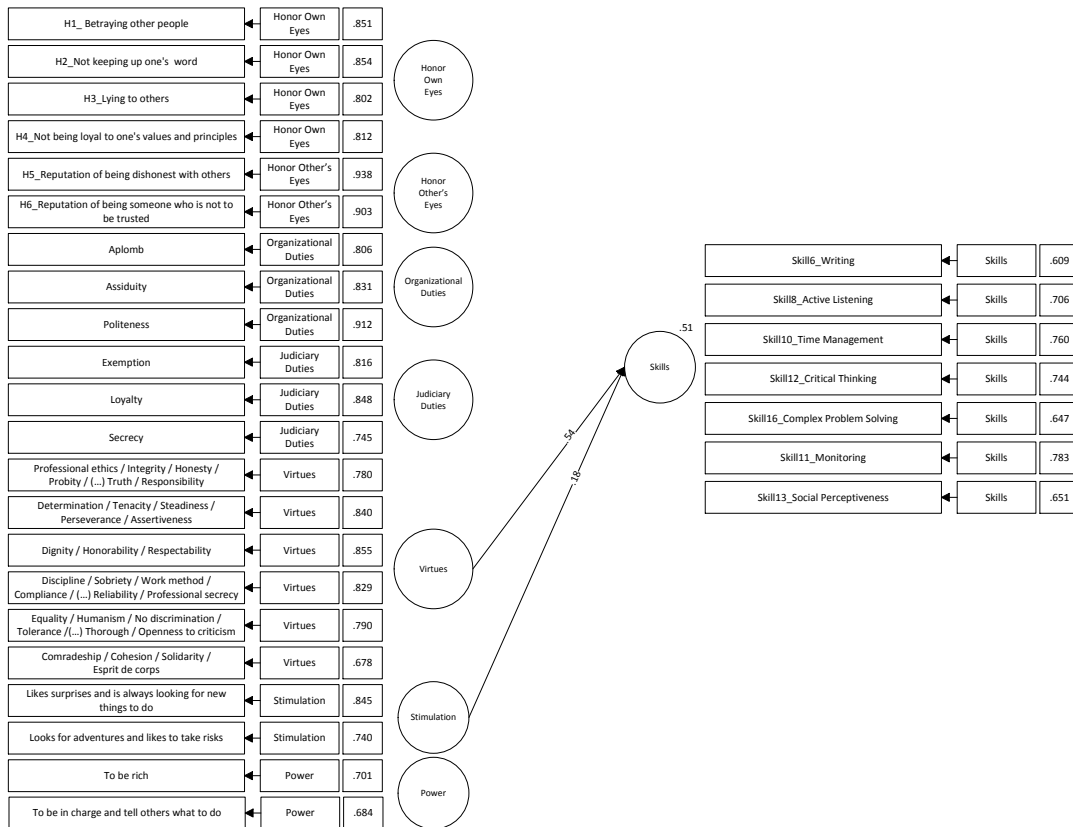 H1_ Betraying other people
Honor Own
Eyes
.851
H2_Not keeping up one's  word
Honor Own
Eyes
.854
H3_Lying to others
Honor Own
Eyes
.802
H4_Not being loyal to one's values and principles
Honor Own
Eyes
.812
H5_Reputation of being dishonest with others
Honor Other's
Eyes
.938
H6_Reputation of being someone who is not to
be trusted
Honor Other's
Eyes
.903
Aplomb
Organizational
Duties
.806
Assiduity
Organizational
Duties
.831
Politeness
Organizational
Duties
.912
Exemption
Judiciary
Duties
.816
Loyalty
Judiciary
Duties
.848
Secrecy
Judiciary
Duties
.745
Professional ethics / Integrity / Honesty /
Probity / (...) Truth / Responsibility
Virtues
.780
Determination / Tenacity / Steadiness /
Perseverance / Assertiveness
Virtues
.840
Dignity / Honorability / Respectability
Virtues
.855
Discipline / Sobriety / Work method /
Compliance / (...) Reliability / Professional secrecy
Virtues
.829
Equality / Humanism / No discrimination /
Tolerance /(...) Thorough / Openness to criticism
Virtues
.790
Comradeship / Cohesion / Solidarity /
Esprit de corps
Virtues
.678
Likes surprises and is always looking for new
things to do
Stimulation
.845
Looks for adventures and likes to take risks
Stimulation
.740
To be rich
Power
.701
To be in charge and tell others what to do
Power
.684
Honor
Own
Eyes
Honor
Other's
Eyes
Organizational
Duties
Judiciary
Duties
Virtues
Stimulation
Power
.54
.18
.51
Skills
Skill6_Writing
Skills
.609
Skill8_Active Listening
Skills
.706
Skill10_Time Management
Skills
.760
Skill12_Critical Thinking
Skills
.744
Skill16_Complex Problem Solving
Skills
.647
Skill11_Monitoring
Skills
.783
Skill13_Social Perceptiveness
Skills
.651